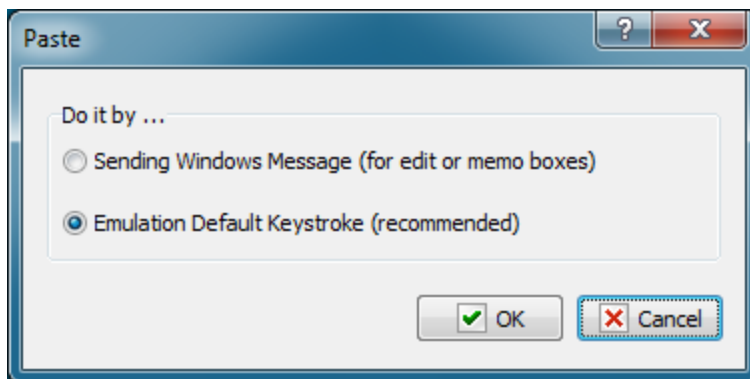 Paste
Do it by ...
Sending Windows Message (for edit or memo boxes)
Emulation Default Keystroke (recommended)
OK
Cancel